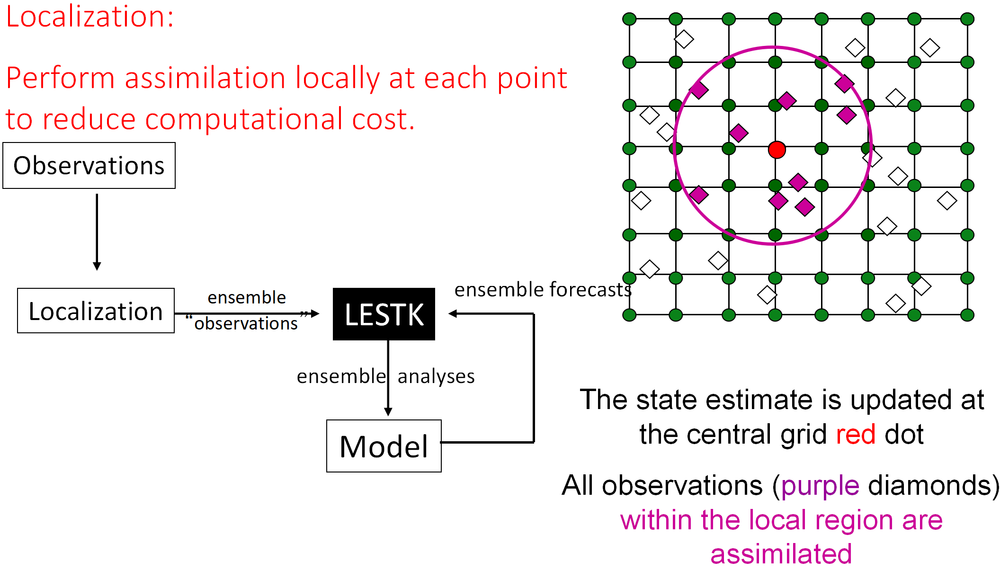 Localization:
Perform assimilation locally at each point
to reduce computational cost.
Observations
Localization
ensemble
“observations”
LESTK
ensemble forecasts
ensemble analyses
Model
The state estimate is updated at
the central grid red dot
All observations (purple diamonds)
within the local region are
assimilated